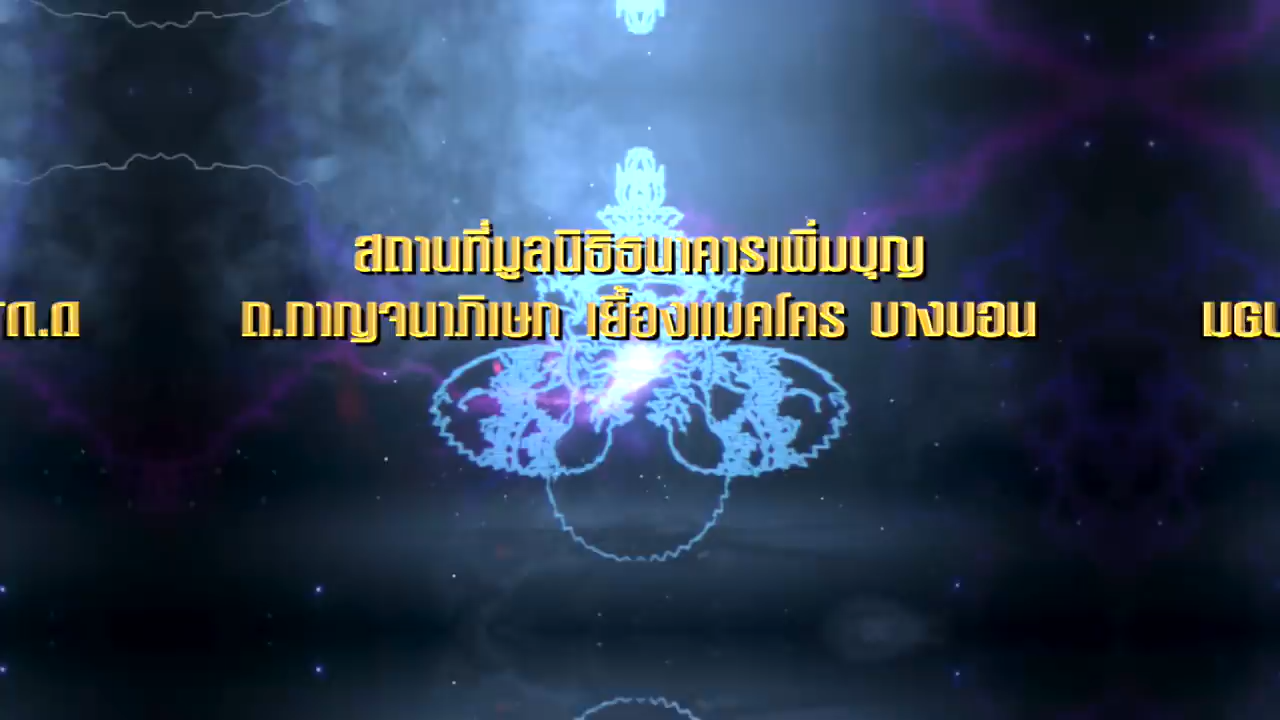 สถานที่มูลนิธิธนาคารเพิ่มบุญ
ถ.กาญจนาภิเษก เยื้องแมคโคร บางบอน